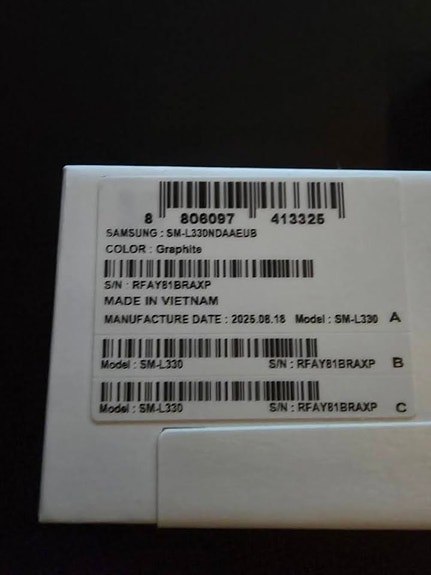 8 806097 413325
SAMSUNG : SM-L330NDAAEUB
COLOR : Graphite
S/N : RFAY81BRAXP
MADE IN VIETNAM
MANUFACTURE DATE : 2025.08.18 Model : SM-L330 A
Model : SM-L330 S/N : RFAY81BRAXP B
Model : SM-L330 S/N : RFAY81BRAXP C